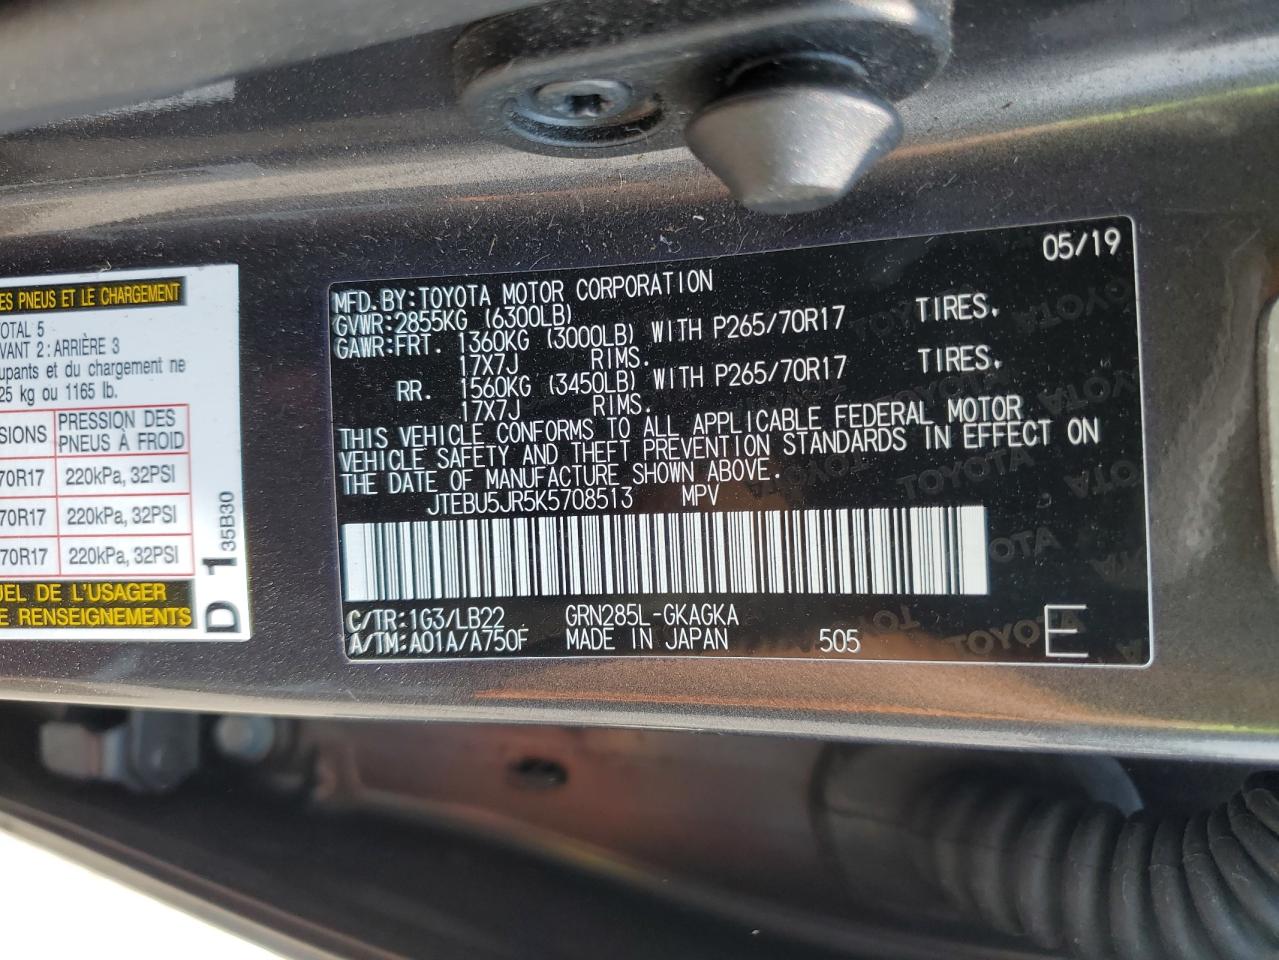 ES PNEUS ET LE CHARGEMENT
TOTAL 5
VANT 2: ARRIÈRE 3
upants et du chargement ne
25 kg ou 1165 lb.
SIONS PRESSION DES PNEUS À FROID
70R17 220kPa, 32PSI
70R17 220kPa, 32PSI
70R17 220kPa, 32PSI
UEL DE L'USAGER
E RENSEIGNEMENTS
D 1 35B30
05/19
MFD.BY:TOYOTA MOTOR CORPORATION
GVWR:2855KG (6300LB)
GAWR:FRT. 1360KG (3000LB) WITH P265/70R17 TIRES.
17X7J RIMS.
RR. 1560KG (3450LB) WITH P265/70R17 TIRES.
17X7J RIMS.
THIS VEHICLE CONFORMS TO ALL APPLICABLE FEDERAL MOTOR
VEHICLE SAFETY AND THEFT PREVENTION STANDARDS IN EFFECT ON
THE DATE OF MANUFACTURE SHOWN ABOVE.
JTEBU5JR5K5708513 MPV
C/TR:1G3/LB22 GRN285L-GKAGKA
A/TM:A01A/A750F MADE IN JAPAN 505 E